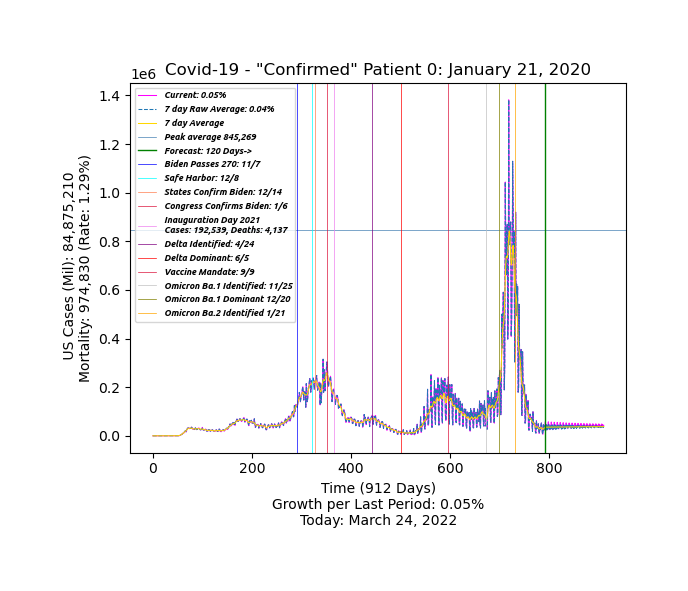 Covid-19 - "Confirmed" Patient 0: January 21, 2020
1e6
1.4
1.2
1.0
0.8
0.6
0.4
0.2
0.0
US Cases (Mil): 84,875,210
Mortality: 974,830 (Rate: 1.29%)
Current: 0.05%
7 day Raw Average: 0.04%
7 day Average
Peak average 845,269
Forecast: 120 Days->
Biden Passes 270: 11/7
Safe Harbor: 12/8
States Confirm Biden: 12/14
Congress Confirms Biden: 1/6
Inauguration Day 2021
Cases: 192,539, Deaths: 4,137
Delta Identified: 4/24
Delta Dominant: 6/5
Vaccine Mandate: 9/9
Omicron Ba.1 Identified: 11/25
Omicron Ba.1 Dominant 12/20
Omicron Ba.2 Identified 1/21
0 200 400 600 800
Time (912 Days)
Growth per Last Period: 0.05%
Today: March 24, 2022